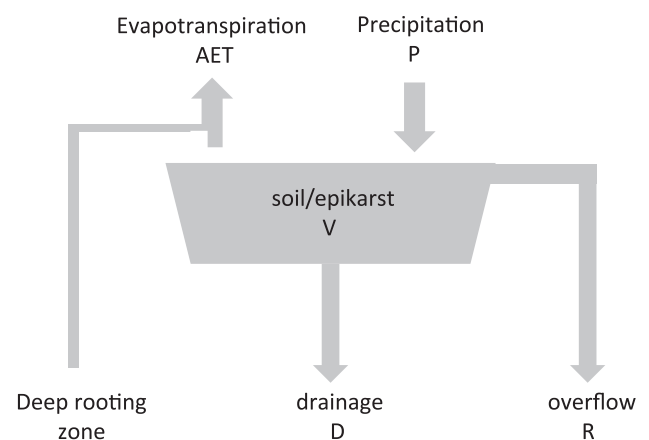 Evapotranspiration
AET
Precipitation
P
soil/epikarst
V
Deep rooting
zone
drainage
D
overflow
R